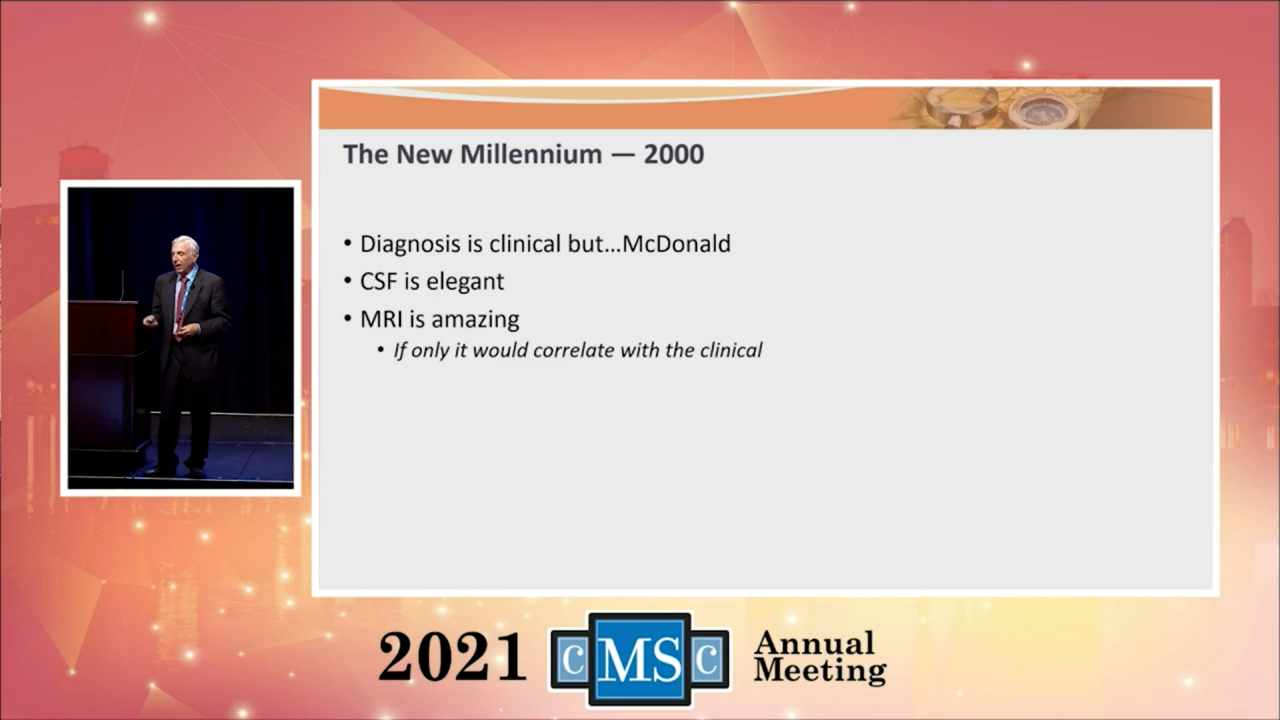 The New Millennium — 2000
• Diagnosis is clinical but...McDonald
• CSF is elegant
• MRI is amazing
• If only it would correlate with the clinical
2021
C MS C
Annual
Meeting